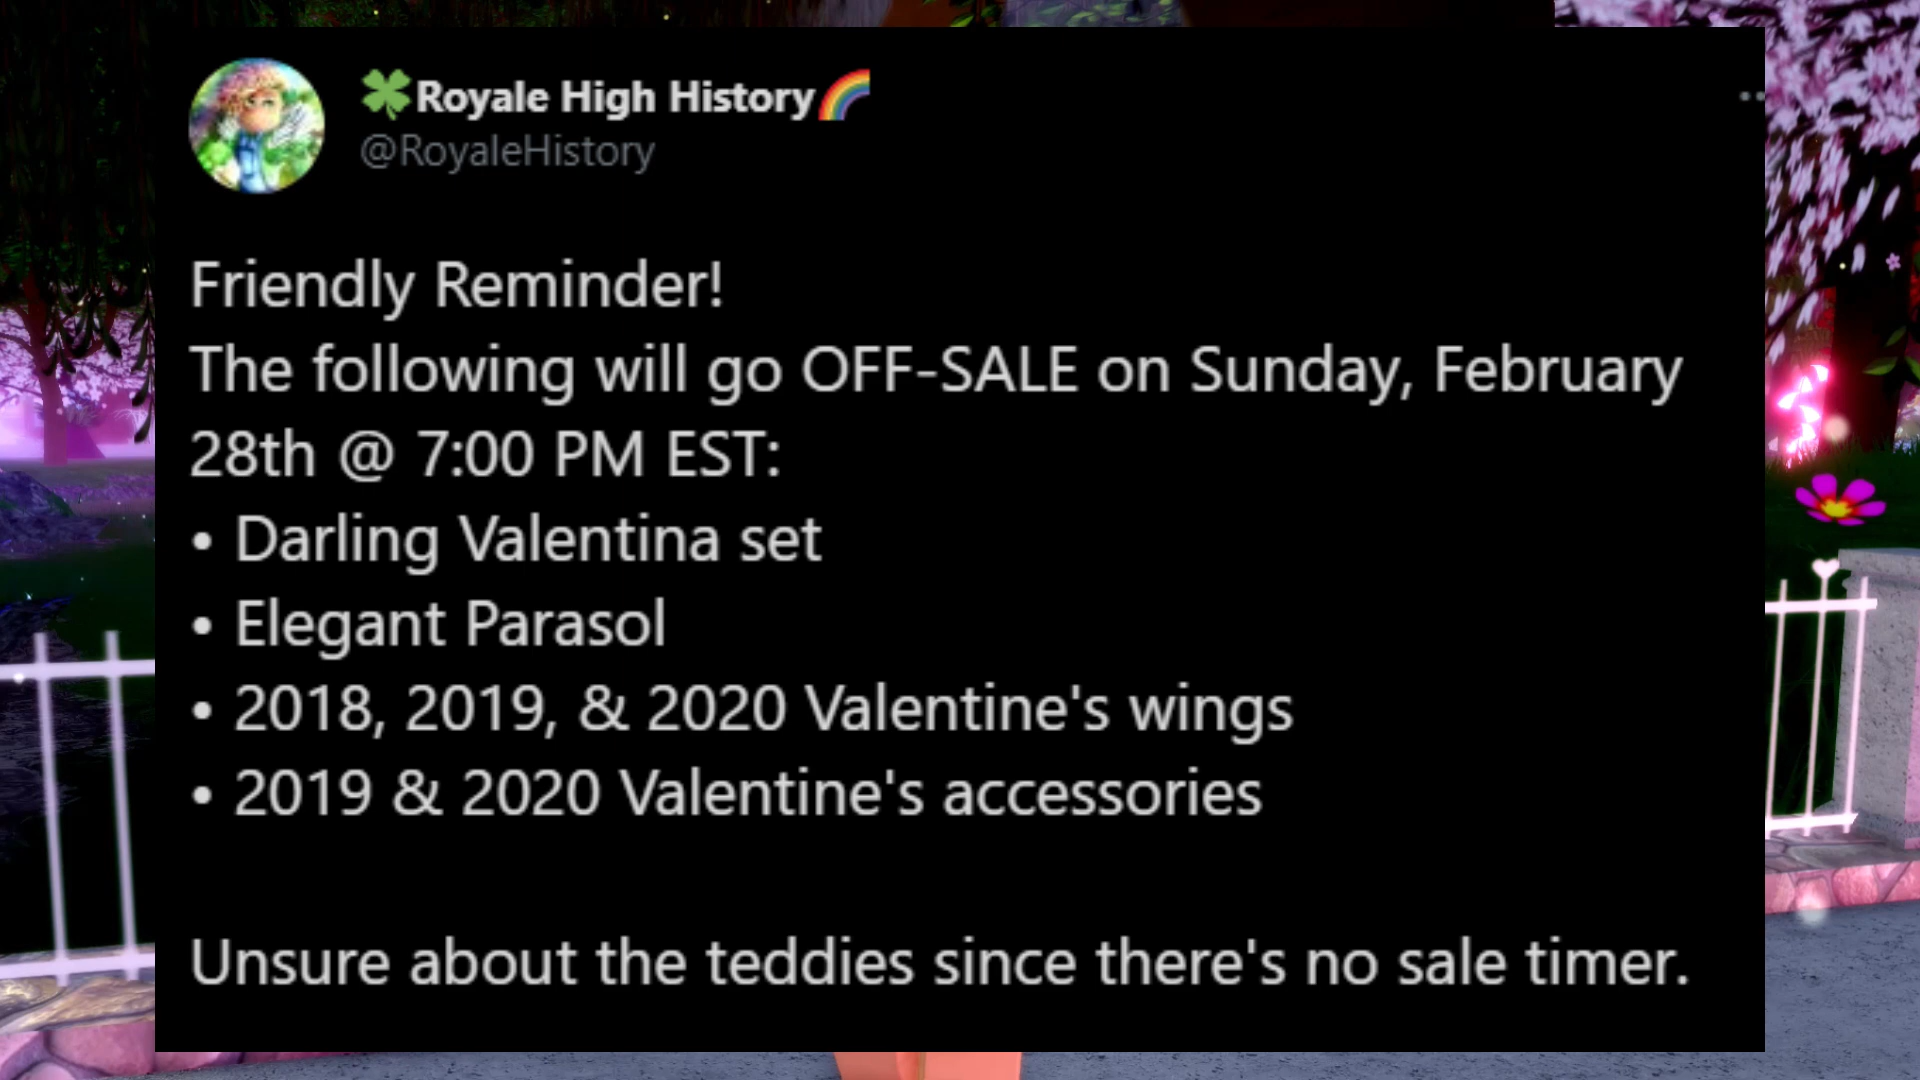 🍀Royale High History🌈
@RoyaleHistory
Friendly Reminder!
The following will go OFF-SALE on Sunday, February
28th @ 7:00 PM EST:
• Darling Valentina set
• Elegant Parasol
• 2018, 2019, & 2020 Valentine's wings
• 2019 & 2020 Valentine's accessories
Unsure about the teddies since there's no sale timer.